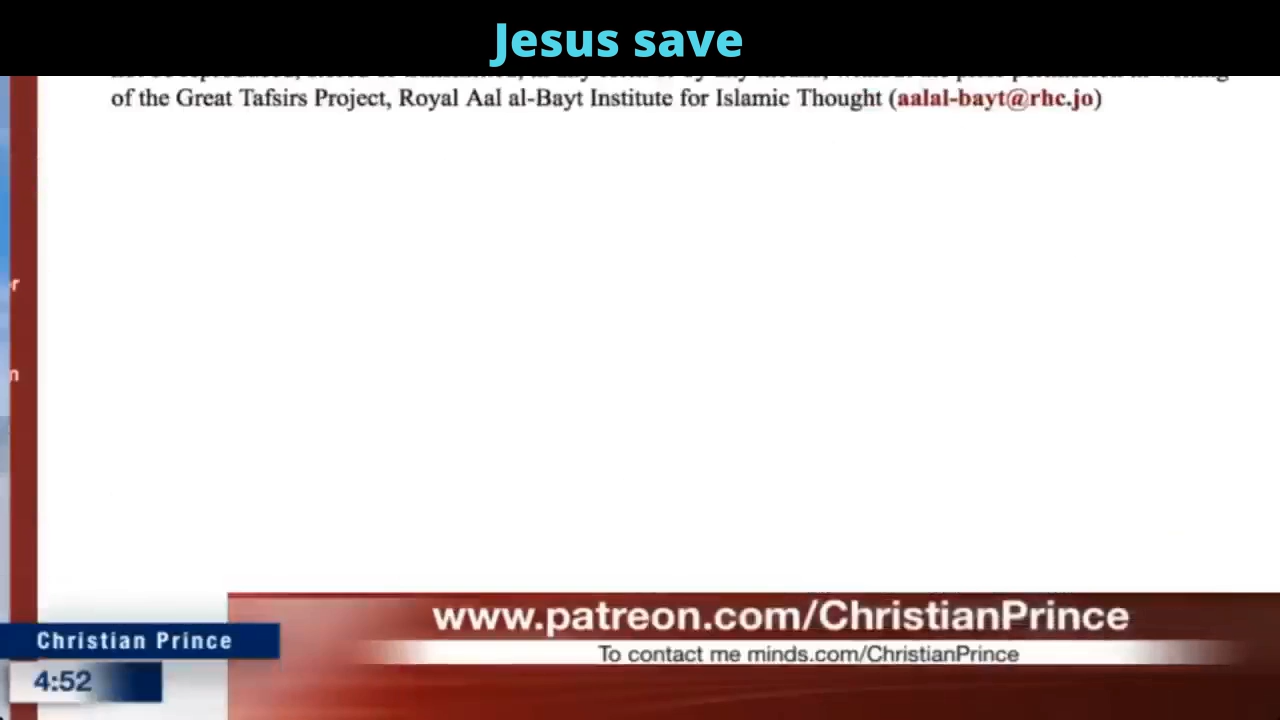 Jesus save
of the Great Tafsirs Project, Royal Aal al-Bayt Institute for Islamic Thought (aalal-bayt@rhc.jo)
www.patreon.com/ChristianPrince
Christian Prince
To contact me minds.com/ChristianPrince
4:52